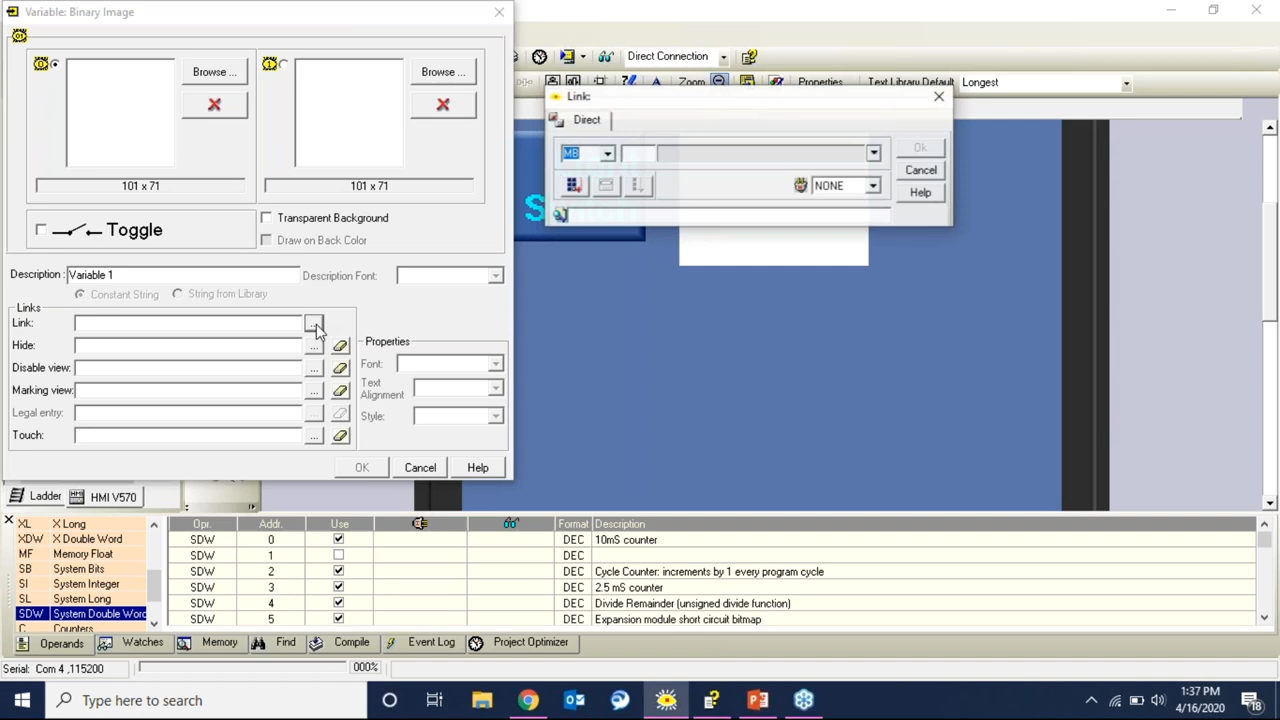 Variable: Binary Image
Browse ...
Browse ...
101 x 71
101 x 71
Toggle
Transparent Background
Draw on Back Color
Description :
Variable 1
Description Font:
Constant String
String from Library
Links
Link:
...
Hide:
...
Disable view:
...
Marking view:
...
Legal entry:
...
Touch:
...
Properties
Font:
Text
Alignment
Style:
OK
Cancel
Help
Direct Connection
Zoom
Properties
Text Library Default
Longest
Link:
Direct
MB
Ok
Cancel
NONE
Help
S
Ladder
HMI V570
XL X Long
XDW X Double Word
MF Memory Float
SB System Bits
SI System Integer
SL System Long
SDW System Double Word
C Counters
Opr. Addr. Use Format Description
SDW 0 DEC 10mS counter
SDW 1 DEC
SDW 2 DEC Cycle Counter: increments by 1 every program cycle
SDW 3 DEC 2.5 mS counter
SDW 4 DEC Divide Remainder (unsigned divide function)
SDW 5 DEC Expansion module short circuit bitmap
Operands
Watches
Memory
Find
Compile
Event Log
Project Optimizer
Serial: Com 4 ,115200
000%
Type here to search
1:37 PM
4/16/2020
18